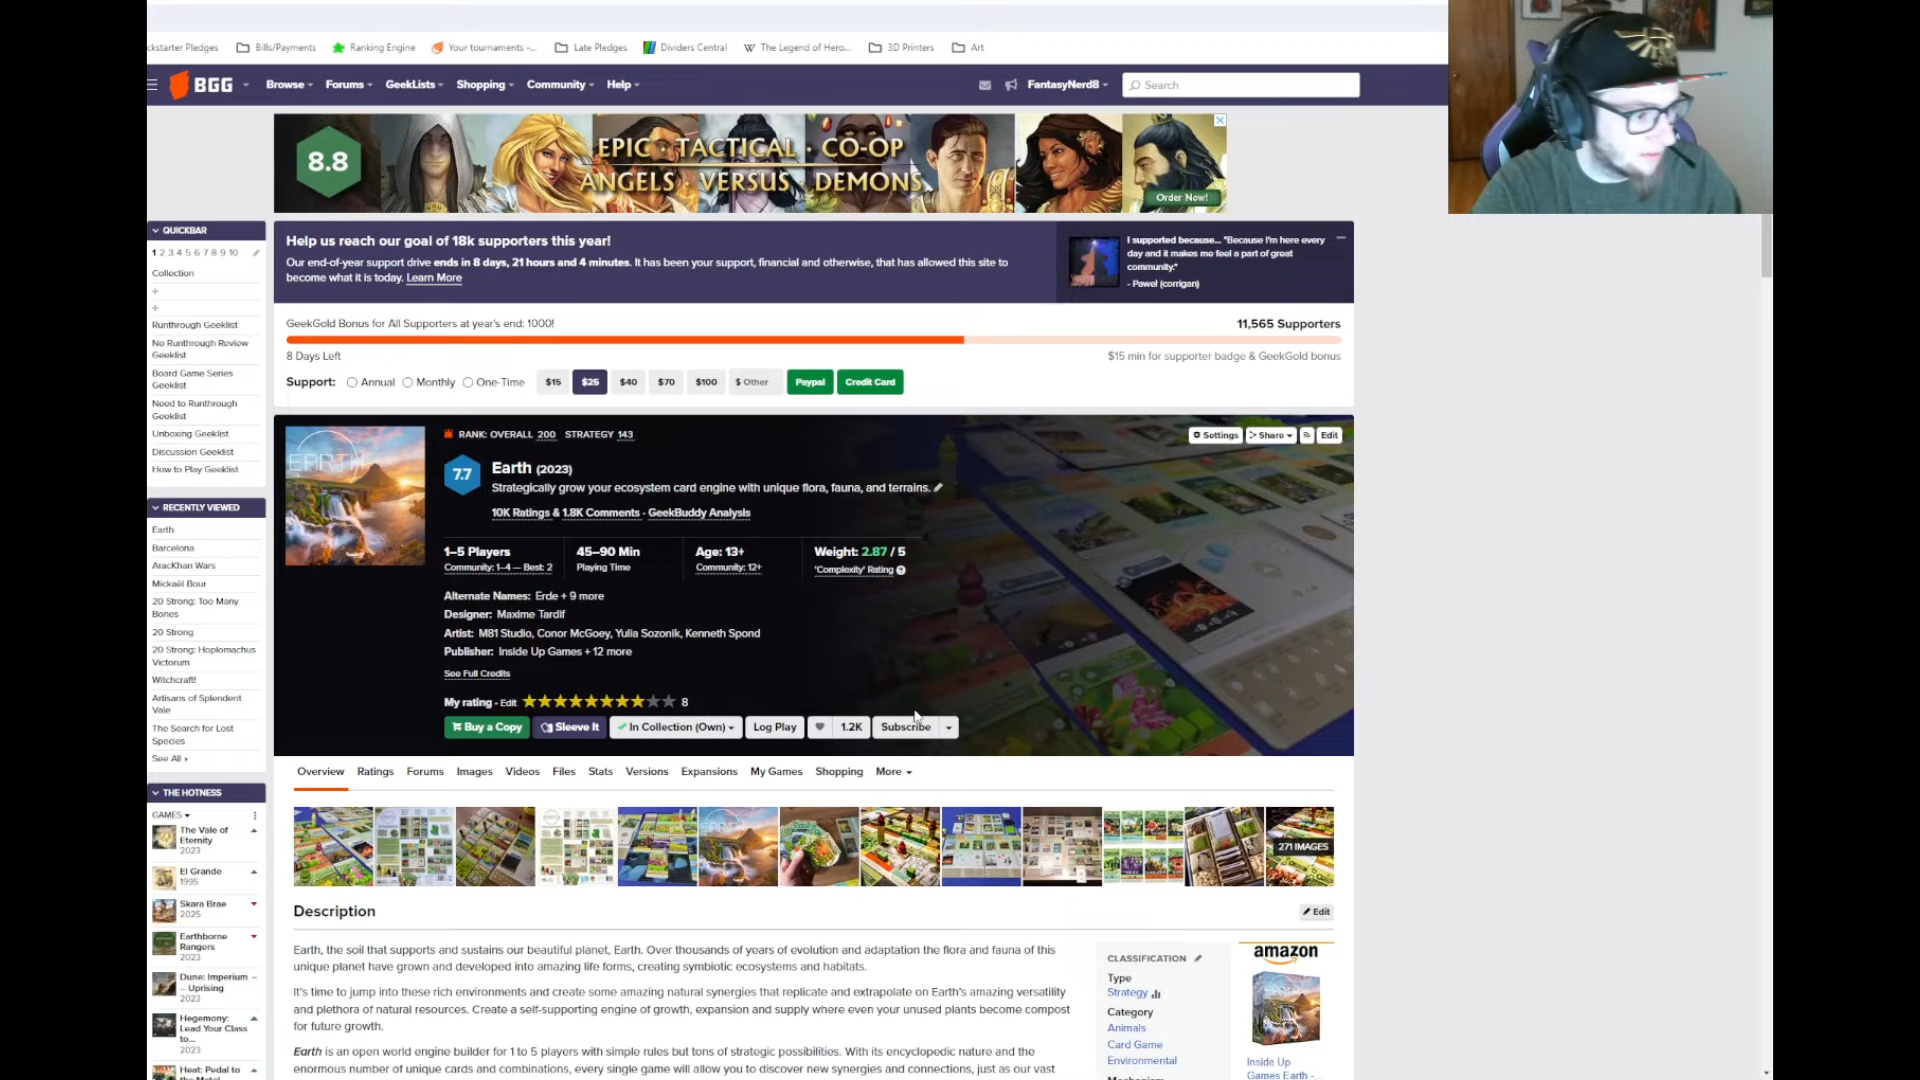 ckstarter Pledges Bills/Payments Ranking Engine Your tournaments -... Late Pledges Dividers Central The Legend of Hero... 3D Printers Art
BGG Browse Forums GeekLists Shopping Community Help FantasyNerd8 Search
8.8
EPIC · TACTICAL · CO-OP
ANGELS · VERSUS · DEMONS
Order Now!
QUICKBAR
1 2 3 4 5 6 7 8 9 10
Collection
+
+
Runthrough Geeklist
No Runthrough Review
Geeklist
Board Game Series
Geeklist
Need to Runthrough
Geeklist
Unboxing Geeklist
Discussion Geeklist
How to Play Geeklist
RECENTLY VIEWED
Earth
Barcelona
AracKhan Wars
Mickaël Bour
20 Strong: Too Many
Bones
20 Strong
20 Strong: Hoplomachus
Victorum
Witchcraft!
Artisans of Splendent
Vale
The Search for Lost
Species
See All »
THE HOTNESS
GAMES
The Vale of
Eternity
2023
El Grande
1995
Skara Brae
2025
Earthborne
Rangers
2023
Dune: Imperium
– Uprising
2023
Hegemony:
Lead Your Class
to...
2023
Heat: Pedal to
the Metal
Help us reach our goal of 18k supporters this year!
Our end-of-year support drive ends in 8 days, 21 hours and 4 minutes. It has been your support, financial and otherwise, that has allowed this site to
become what it is today. Learn More
I supported because... "Because I'm here every
day and it makes me feel a part of great
community."
- Paweł (corrigan)
GeekGold Bonus for All Supporters at year's end: 1000! 11,565 Supporters
8 Days Left $15 min for supporter badge & GeekGold bonus
Support: Annual Monthly One-Time $15 $25 $40 $70 $100 $ Other Paypal Credit Card
EARTH
RANK: OVERALL 200 STRATEGY 143
Settings Share Edit
7.7
Earth (2023)
Strategically grow your ecosystem card engine with unique flora, fauna, and terrains.
10K Ratings & 1.8K Comments · GeekBuddy Analysis
1–5 Players 45–90 Min Age: 13+ Weight: 2.87 / 5
Community: 1–4 — Best: 2 Playing Time Community: 12+ 'Complexity' Rating
Alternate Names: Erde + 9 more
Designer: Maxime Tardif
Artist: M81 Studio, Conor McGoey, Yulia Sozonik, Kenneth Spond
Publisher: Inside Up Games + 12 more
See Full Credits
My rating - Edit 8
Buy a Copy Sleeve It In Collection (Own) Log Play 1.2K Subscribe
Overview Ratings Forums Images Videos Files Stats Versions Expansions My Games Shopping More
271 IMAGES
Description
Edit
Earth, the soil that supports and sustains our beautiful planet, Earth. Over thousands of years of evolution and adaptation the flora and fauna of this
unique planet have grown and developed into amazing life forms, creating symbiotic ecosystems and habitats.
It's time to jump into these rich environments and create some amazing natural synergies that replicate and extrapolate on Earth's amazing versatility
and plethora of natural resources. Create a self-supporting engine of growth, expansion and supply where even your unused plants become compost
for future growth.
Earth is an open world engine builder for 1 to 5 players with simple rules but tons of strategic possibilities. With its encyclopedic nature and the
enormous number of unique cards and combinations, every single game will allow you to discover new synergies and connections, just as our vast
CLASSIFICATION
Type
Strategy
Category
Animals
Card Game
Environmental
Mechanism
amazon
Inside Up
Games Earth -...